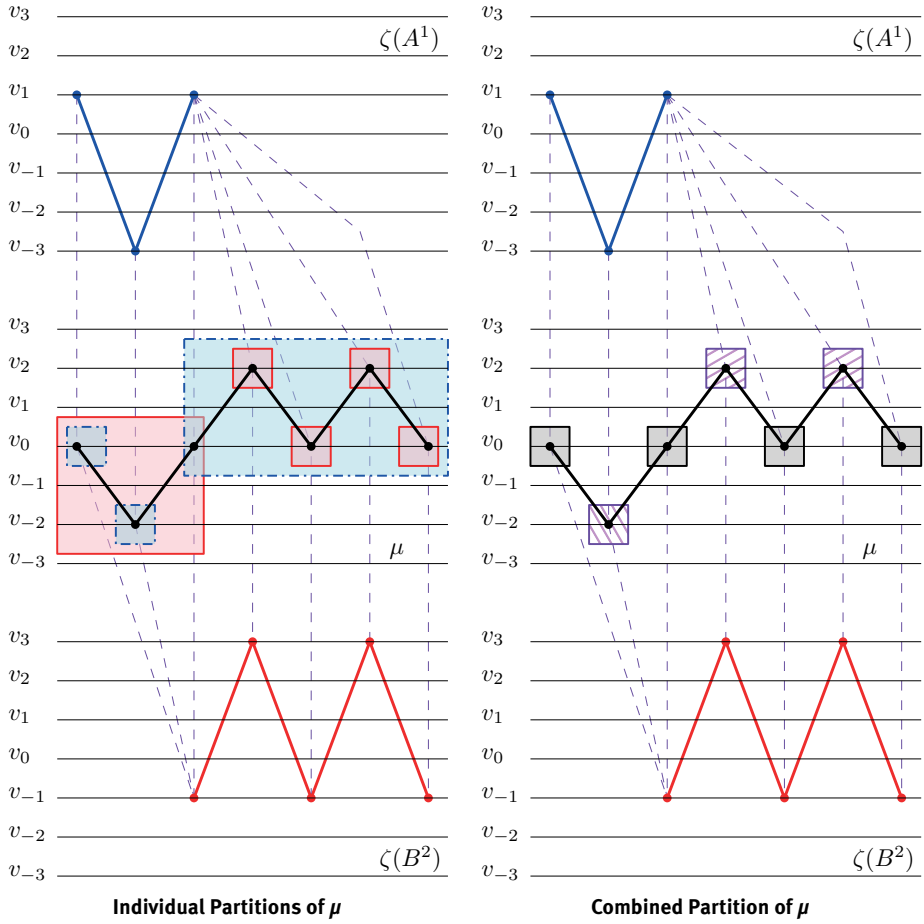 v₃ v₃
ζ(A¹) ζ(A¹)
v₂ v₂
v₁ v₁
v₀ v₀
v₋₁ v₋₁
v₋₂ v₋₂
v₋₃ v₋₃
v₃ v₃
v₂ v₂
v₁ v₁
v₀ v₀
v₋₁ v₋₁
v₋₂ v₋₂
μ μ
v₋₃ v₋₃
v₃ v₃
v₂ v₂
v₁ v₁
v₀ v₀
v₋₁ v₋₁
v₋₂ v₋₂
ζ(B²) ζ(B²)
v₋₃ v₋₃
Individual Partitions of μ Combined Partition of μ